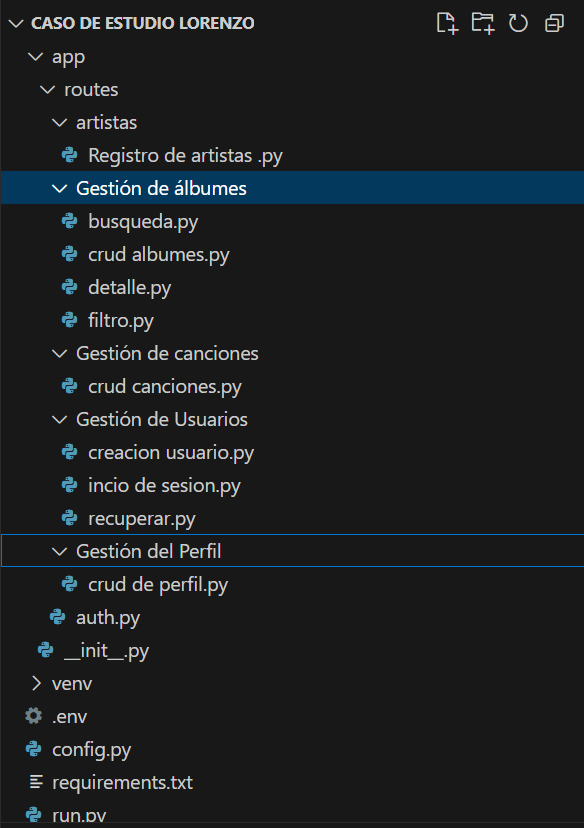 CASO DE ESTUDIO LORENZO
app
routes
artistas
Registro de artistas .py
Gestión de álbumes
busqueda.py
crud albumes.py
detalle.py
filtro.py
Gestión de canciones
crud canciones.py
Gestión de Usuarios
creacion usuario.py
incio de sesion.py
recuperar.py
Gestión del Perfil
crud de perfil.py
auth.py
__init__.py
venv
.env
config.py
requirements.txt
run.py